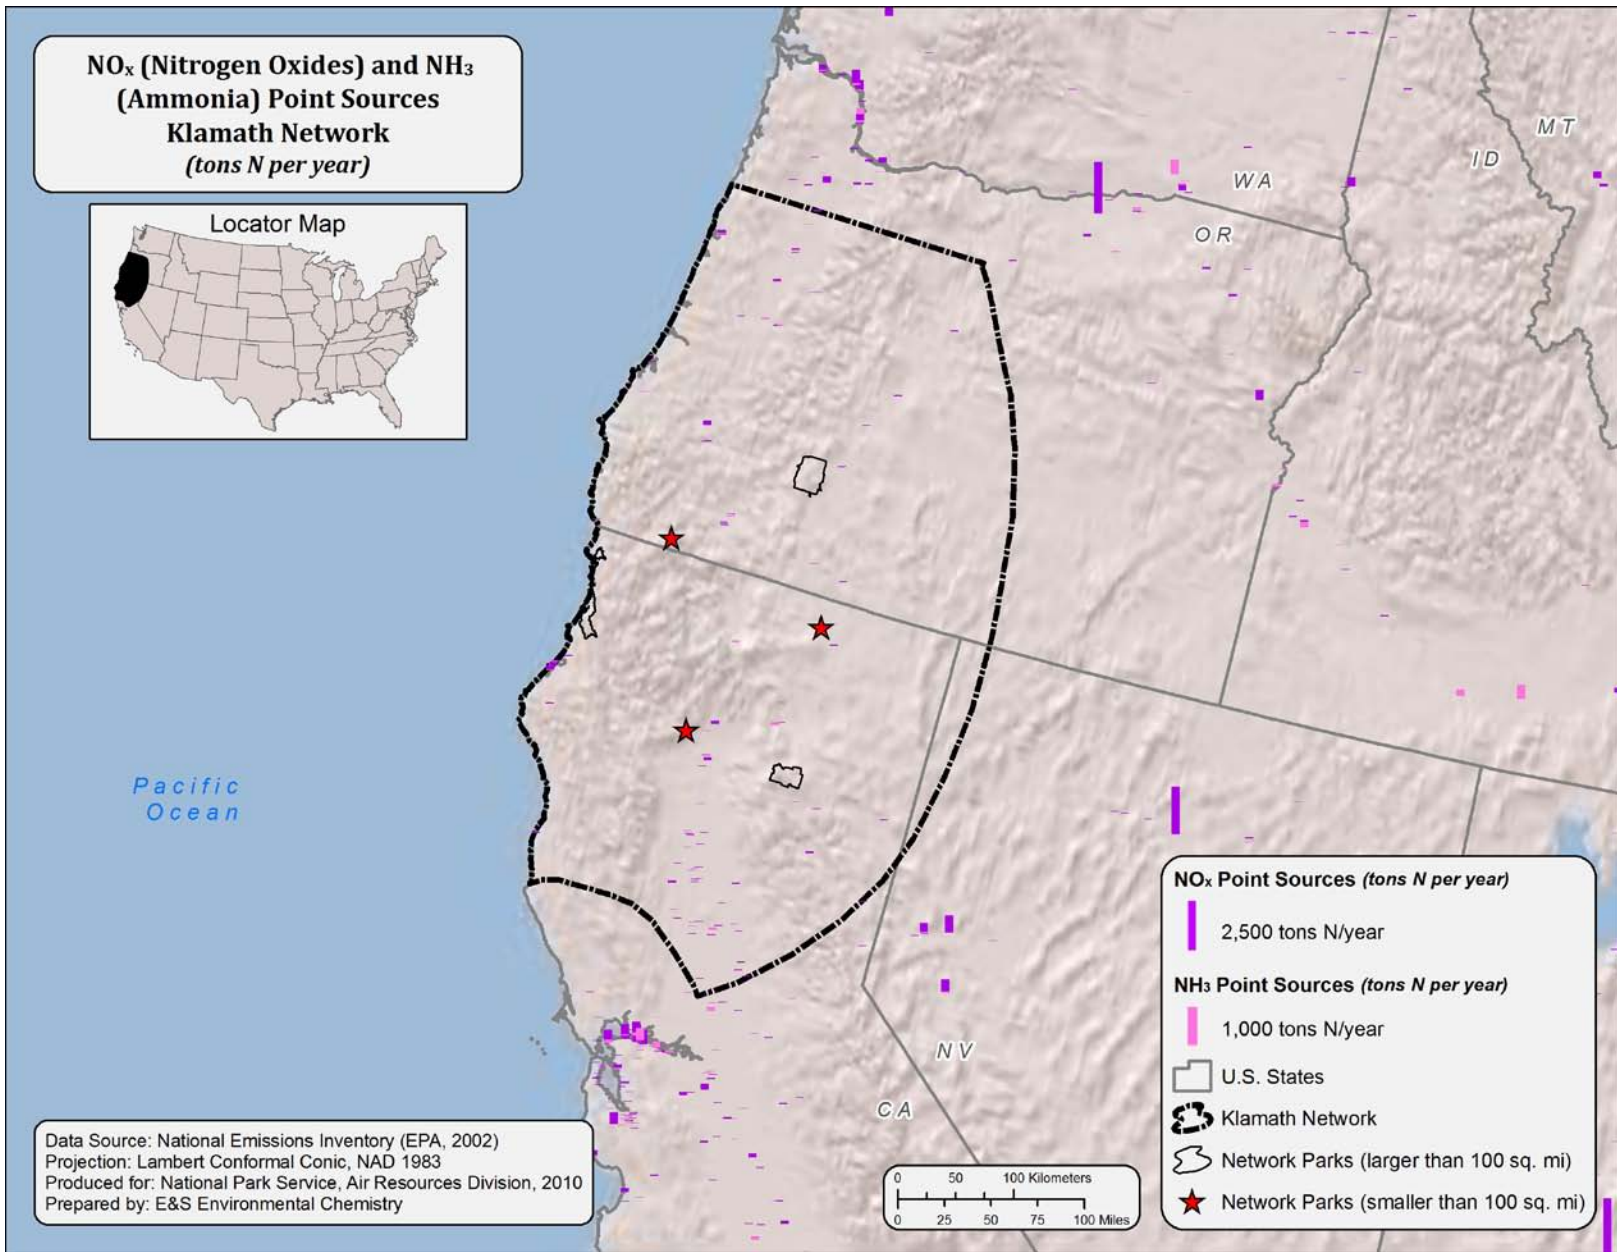 NOₓ (Nitrogen Oxides) and NH₃
(Ammonia) Point Sources
Klamath Network
(tons N per year)
Locator Map
MT
ID
WA
OR
Pacific
Ocean
NV
CA
NOₓ Point Sources (tons N per year)
2,500 tons N/year
NH₃ Point Sources (tons N per year)
1,000 tons N/year
U.S. States
Klamath Network
Network Parks (larger than 100 sq. mi)
Network Parks (smaller than 100 sq. mi)
Data Source: National Emissions Inventory (EPA, 2002)
Projection: Lambert Conformal Conic, NAD 1983
Produced for: National Park Service, Air Resources Division, 2010
Prepared by: E&S Environmental Chemistry
0 50 100 Kilometers
0 25 50 75 100 Miles